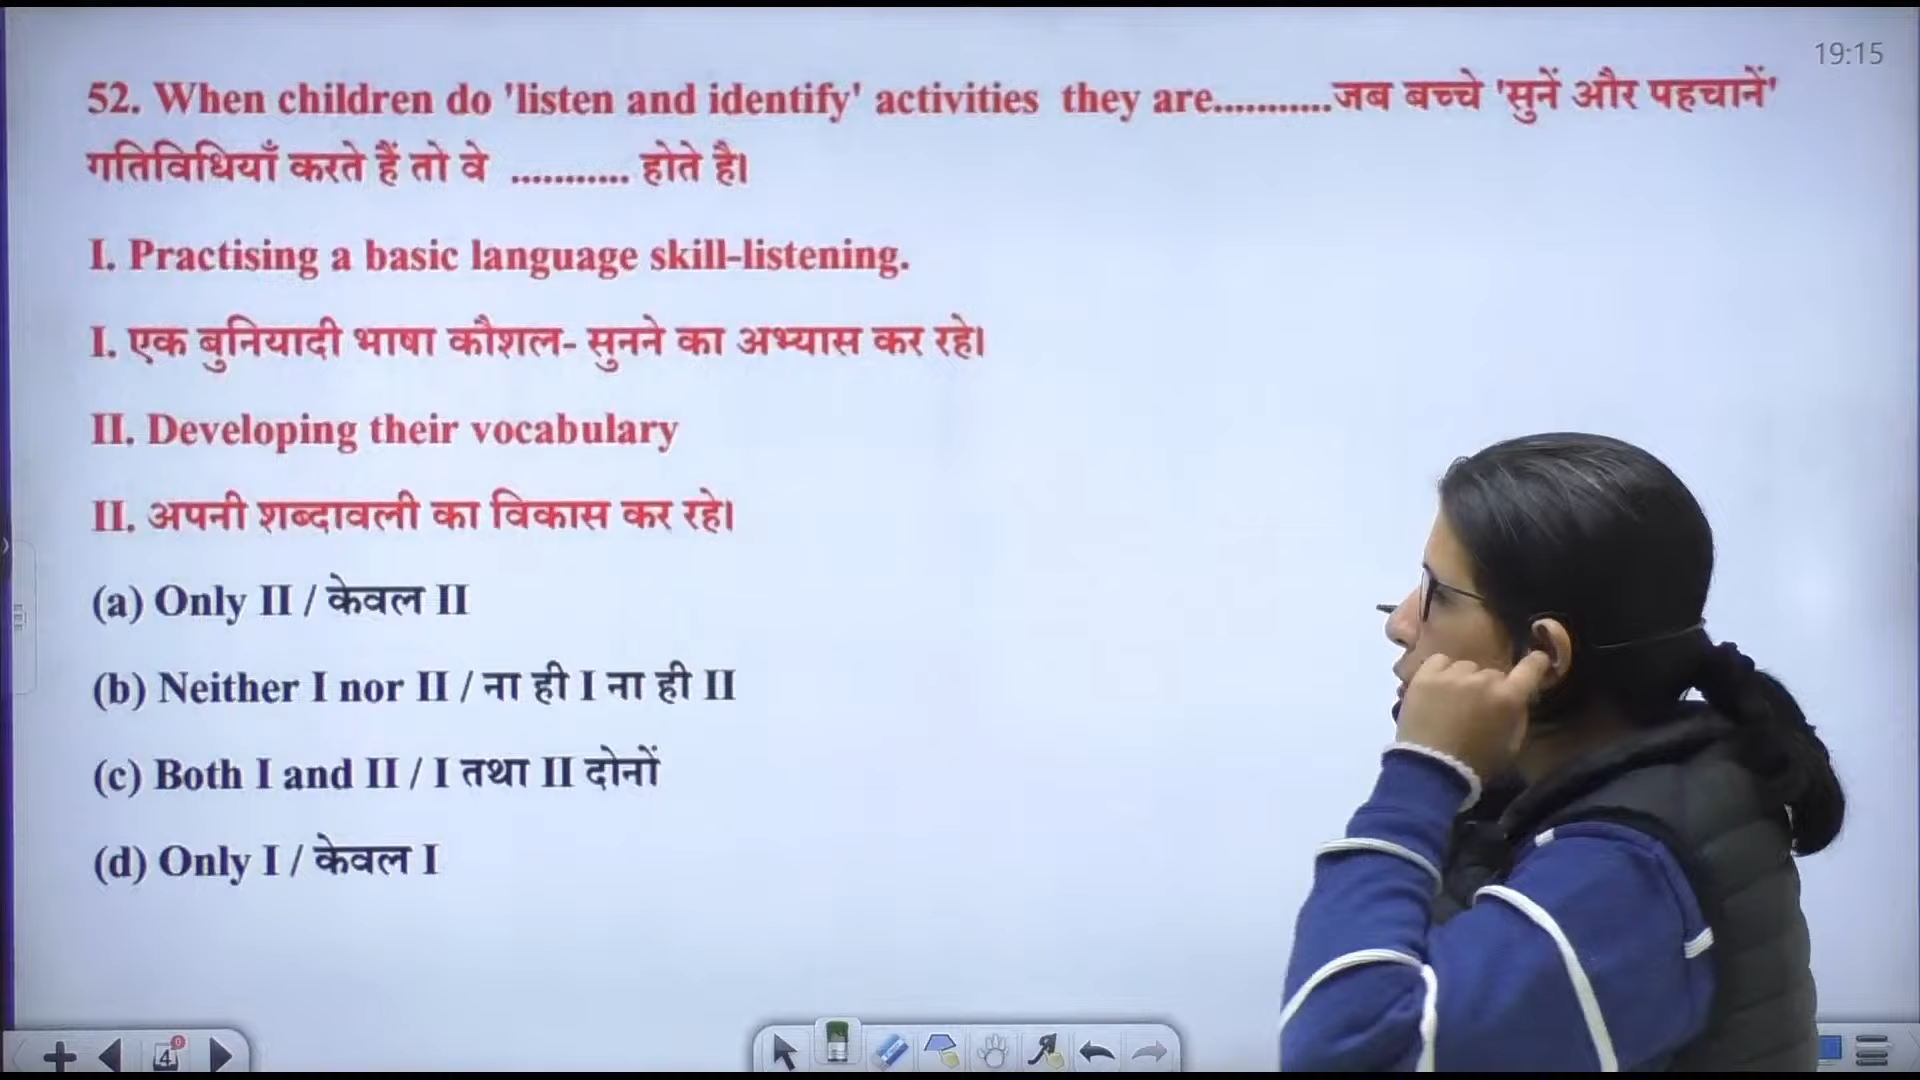 19:15
52. When children do 'listen and identify' activities they are...........जब बच्चे 'सुनें और पहचानें'
गतिविधियाँ करते हैं तो वे ........... होते है।
I. Practising a basic language skill-listening.
I. एक बुनियादी भाषा कौशल- सुनने का अभ्यास कर रहे।
II. Developing their vocabulary
II. अपनी शब्दावली का विकास कर रहे।
(a) Only II / केवल II
(b) Neither I nor II / ना ही I ना ही II
(c) Both I and II / I तथा II दोनों
(d) Only I / केवल I
4
0